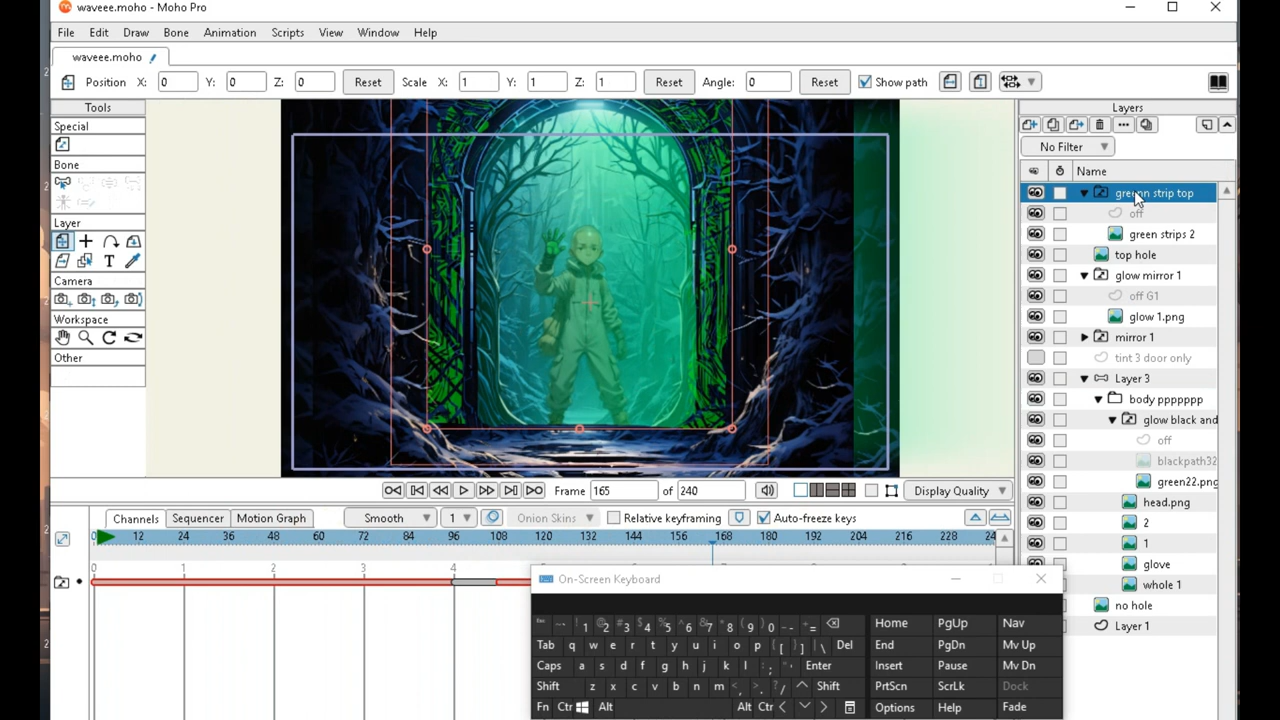 waveee.moho - Moho Pro
File Edit Draw Bone Animation Scripts View Window Help
waveee.moho
Position X: 0 Y: 0 Z: 0 Reset Scale X: 1 Y: 1 Z: 1 Reset Angle: 0 Reset Show path
Tools
Special
Bone
Layer
T
Camera
Workspace
Other
Layers
No Filter
Name
green strip top
off
green strips 2
top hole
glow mirror 1
off G1
glow 1.png
mirror 1
tint 3 door only
Layer 3
body ppppppp
glow black and
off
blackpath32
green22.png
head.png
2
1
glove
whole 1
no hole
Layer 1
Frame 165 of 240 Display Quality
Channels Sequencer Motion Graph Smooth 1 Onion Skins Relative keyframing Auto-freeze keys
0 12 24 36 48 60 72 84 96 108 120 132 144 156 168 180 192 204 216 228 24
0 1 2 3 4
On-Screen Keyboard
1 2 3 4 5 6 7 8 9 0 - = Home PgUp Nav
Tab q w e r t y u i o p [ ] \ Del End PgDn Mv Up
Caps a s d f g h j k l ; ' Enter Insert Pause Mv Dn
Shift z x c v b n m , . / Shift PrtScn ScrLk Dock
Fn Ctr Alt Alt Ctr Options Help Fade